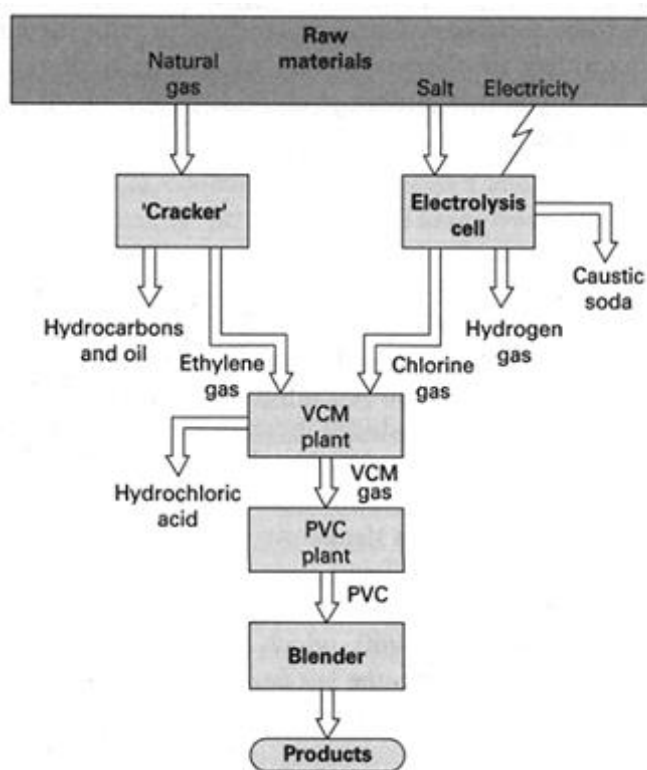 Raw
materials
Natural
gas
Salt
Electricity
'Cracker'
Electrolysis
cell
Caustic
soda
Hydrocarbons
and oil
Hydrogen
gas
Ethylene
gas
Chlorine
gas
VCM
plant
VCM
gas
Hydrochloric
acid
PVC
plant
PVC
Blender
Products